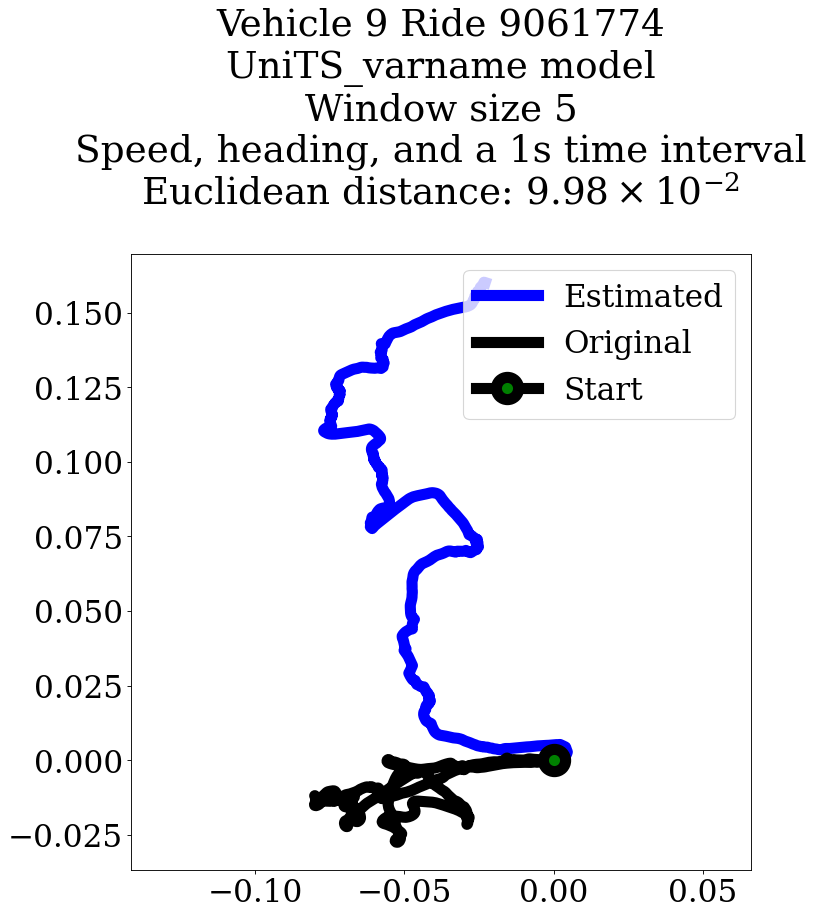 Vehicle 9 Ride 9061774
UniTS_varname model
Window size 5
Speed, heading, and a 1s time interval
Euclidean distance: 9.98 × 10⁻²
Estimated
Original
Start
0.150
0.125
0.100
0.075
0.050
0.025
0.000
−0.025
−0.10
−0.05
0.00
0.05